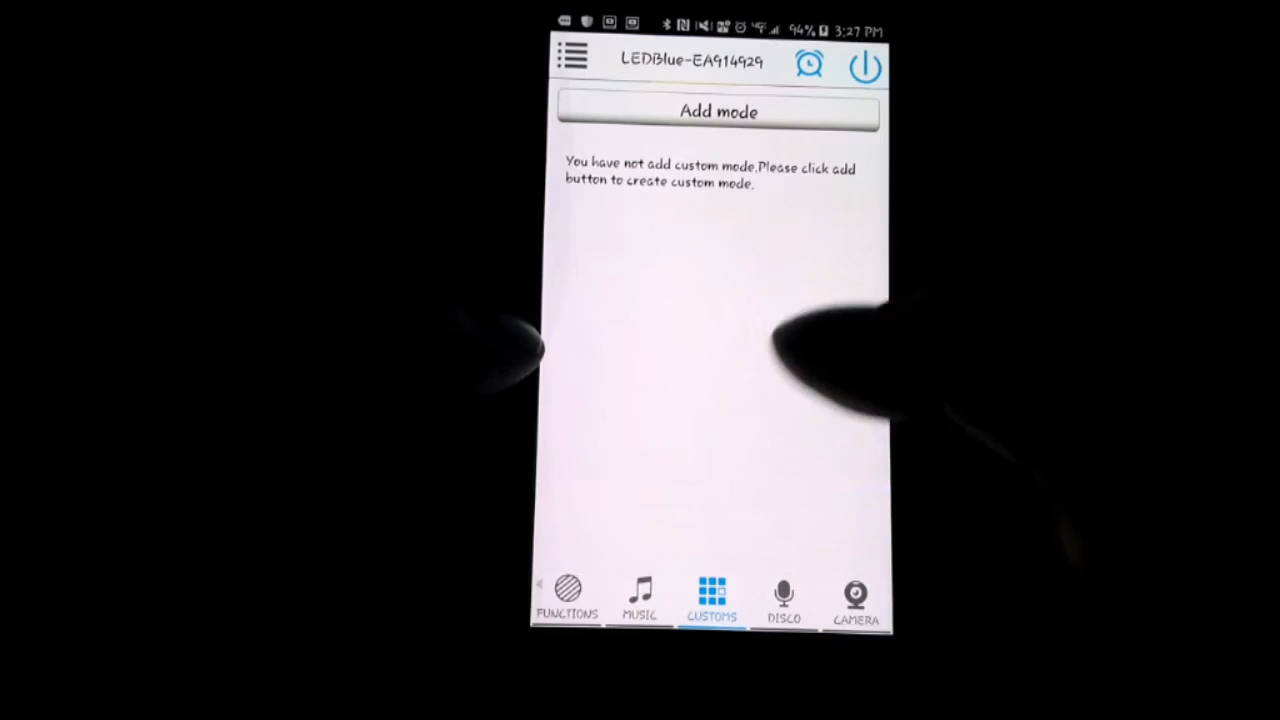 94% 3:27 PM
LEDBlue-EA914929
Add mode
You have not add custom mode.Please click add
button to create custom mode.
FUNCTIONS MUSIC CUSTOMS DISCO CAMERA